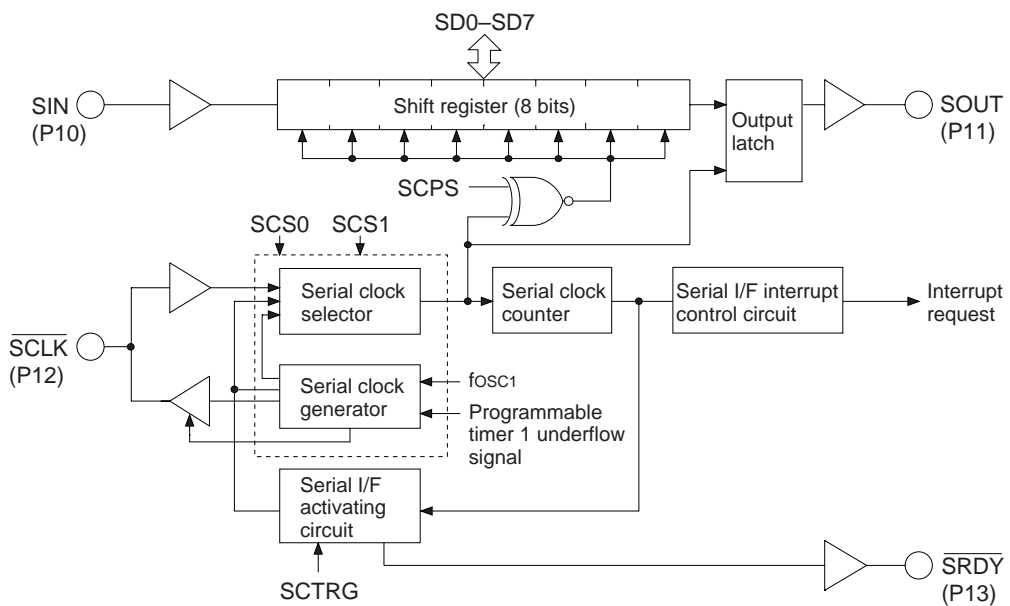 SD0–SD7
SIN
(P10)
Shift register (8 bits)
Output
latch
SOUT
(P11)
SCPS
SCS0
SCS1
Serial clock
selector
Serial clock
counter
Serial I/F interrupt
control circuit
Interrupt
request
SCLK
(P12)
Serial clock
generator
fOSC1
Programmable
timer 1 underflow
signal
Serial I/F
activating
circuit
SCTRG
SRDY
(P13)